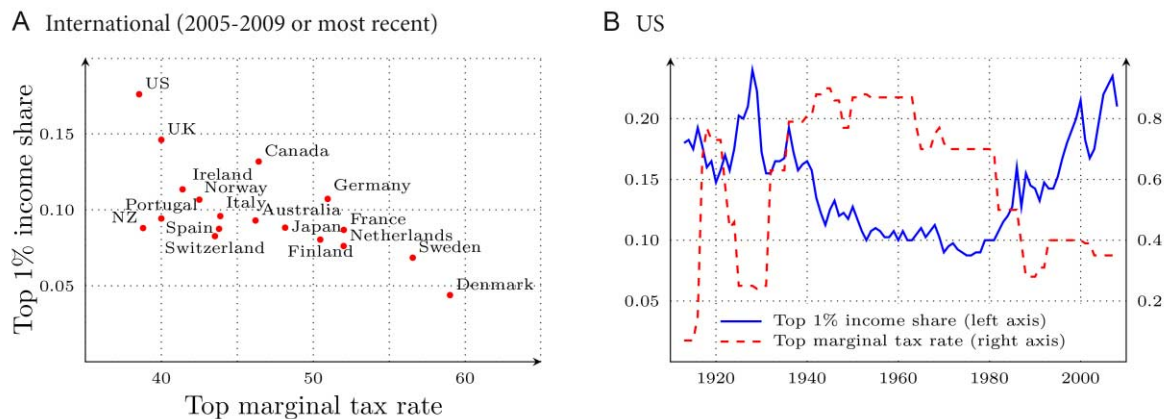 A International (2005-2009 or most recent)
Top 1% income share
0.15
0.10
0.05
US
UK
Canada
Ireland
Norway
Germany
Portugal
Italy
NZ
Australia
France
Spain
Japan
Netherlands
Switzerland
Finland
Sweden
Denmark
40
50
60
Top marginal tax rate
B US
0.20
0.15
0.10
0.05
0.8
0.6
0.4
0.2
Top 1% income share (left axis)
Top marginal tax rate (right axis)
1920
1940
1960
1980
2000